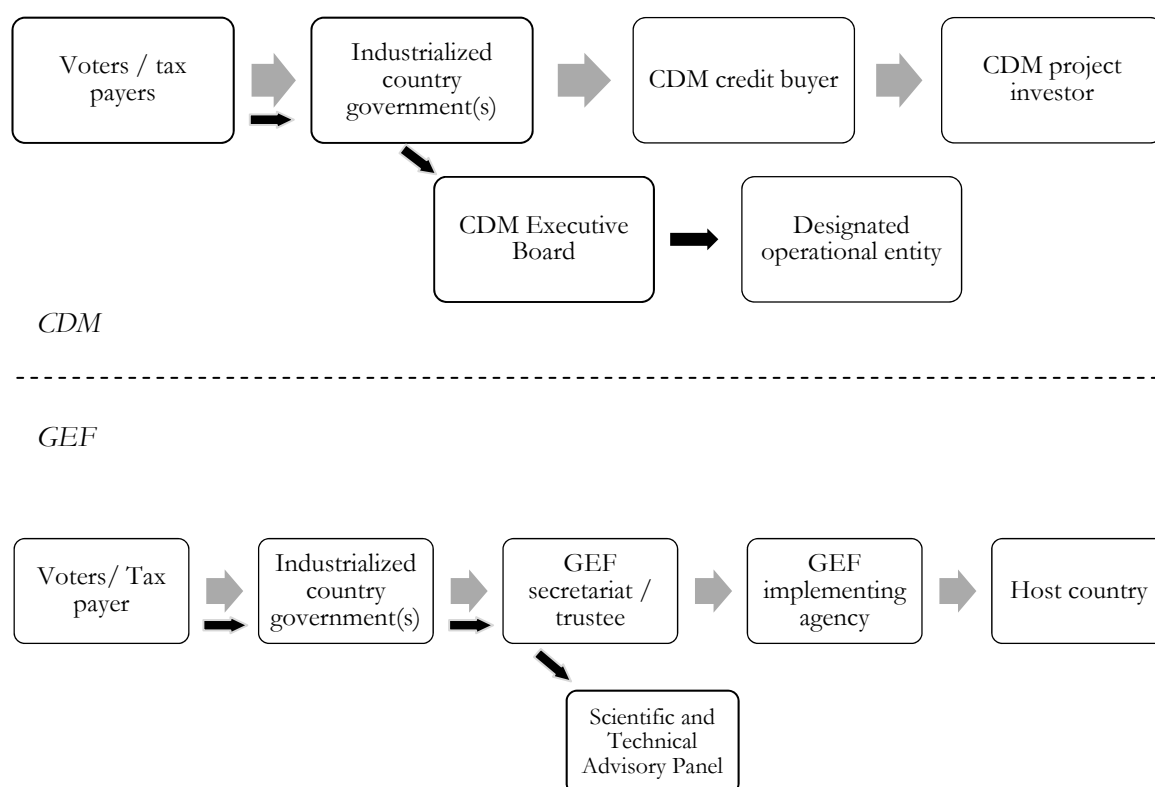 Voters / tax
payers
Industrialized
country
government(s)
CDM credit buyer
CDM project
investor
CDM Executive
Board
Designated
operational entity
CDM
GEF
Voters/ Tax
payer
Industrialized
country
government(s)
GEF
secretariat /
trustee
GEF
implementing
agency
Host country
Scientific and
Technical
Advisory Panel